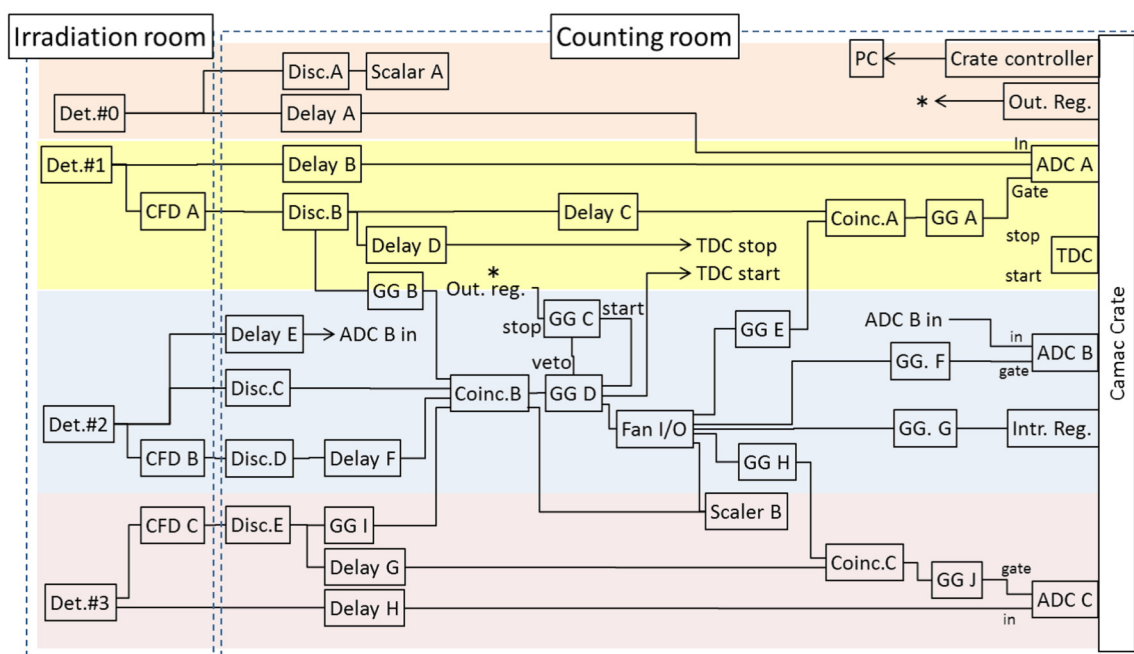 Irradiation room
Counting room
PC
Crate controller
Disc.A
Scalar A
*
Out. Reg.
Det.#0
Delay A
In
Det.#1
Delay B
ADC A
Gate
CFD A
Disc.B
Delay C
Coinc.A
GG A
stop
Delay D
TDC stop
TDC
*
TDC start
start
GG B
Out. reg.
start
GG C
stop
ADC B in
GG E
Delay E
ADC B in
in
ADC B
GG. F
gate
veto
Disc.C
Coinc.B
GG D
Camac Crate
Det.#2
Fan I/O
GG. G
Intr. Reg.
CFD B
Disc.D
Delay F
GG H
Scaler B
CFD C
Disc.E
GG I
Delay G
Coinc.C
gate
GG J
Det.#3
Delay H
ADC C
in